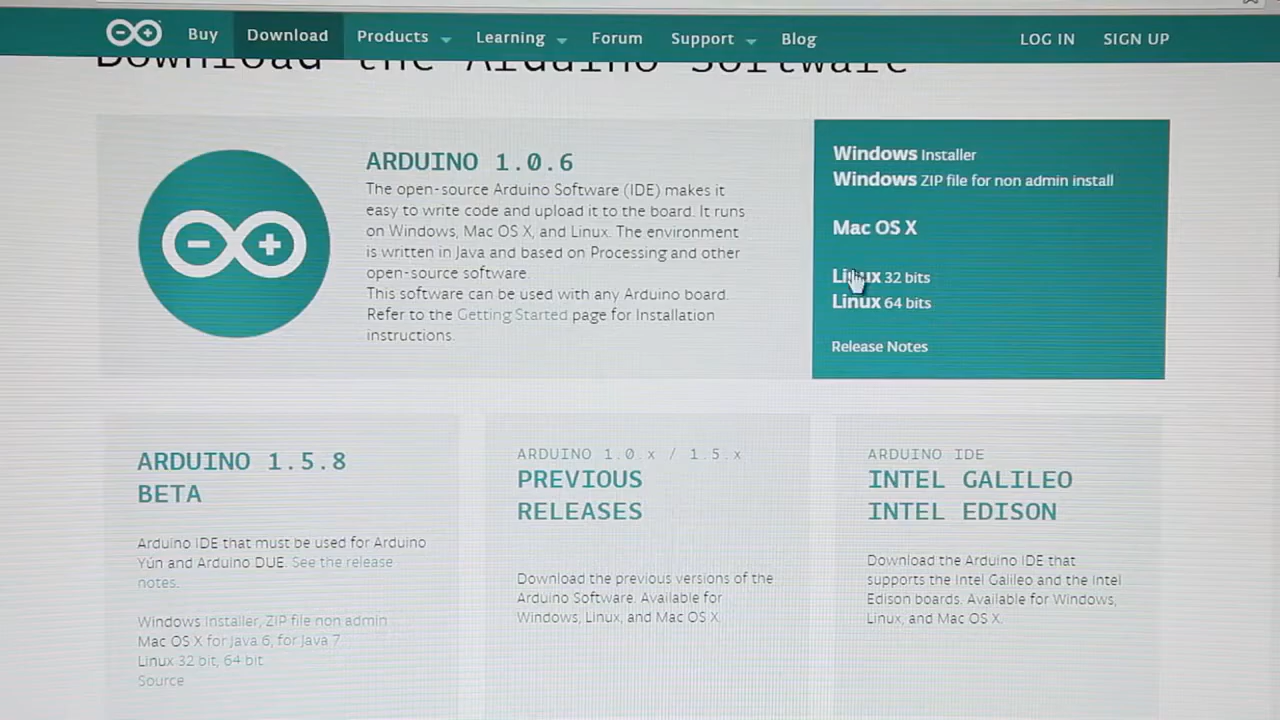 Buy Download Products Learning Forum Support Blog LOG IN SIGN UP
Download the Arduino Software
ARDUINO 1.0.6
The open-source Arduino Software (IDE) makes it
easy to write code and upload it to the board. It runs
on Windows, Mac OS X, and Linux. The environment
is written in Java and based on Processing and other
open-source software.
This software can be used with any Arduino board.
Refer to the Getting Started page for Installation
instructions.
Windows Installer
Windows ZIP file for non admin install
Mac OS X
Linux 32 bits
Linux 64 bits
Release Notes
ARDUINO 1.5.8
BETA
Arduino IDE that must be used for Arduino
Yún and Arduino DUE. See the release
notes.
Windows Installer, ZIP file non admin
Mac OS X for Java 6, for Java 7
Linux 32 bit, 64 bit
Source
ARDUINO 1.0.x / 1.5.x
PREVIOUS
RELEASES
Download the previous versions of the
Arduino Software. Available for
Windows, Linux, and Mac OS X.
ARDUINO IDE
INTEL GALILEO
INTEL EDISON
Download the Arduino IDE that
supports the Intel Galileo and the Intel
Edison boards. Available for Windows,
Linux, and Mac OS X.